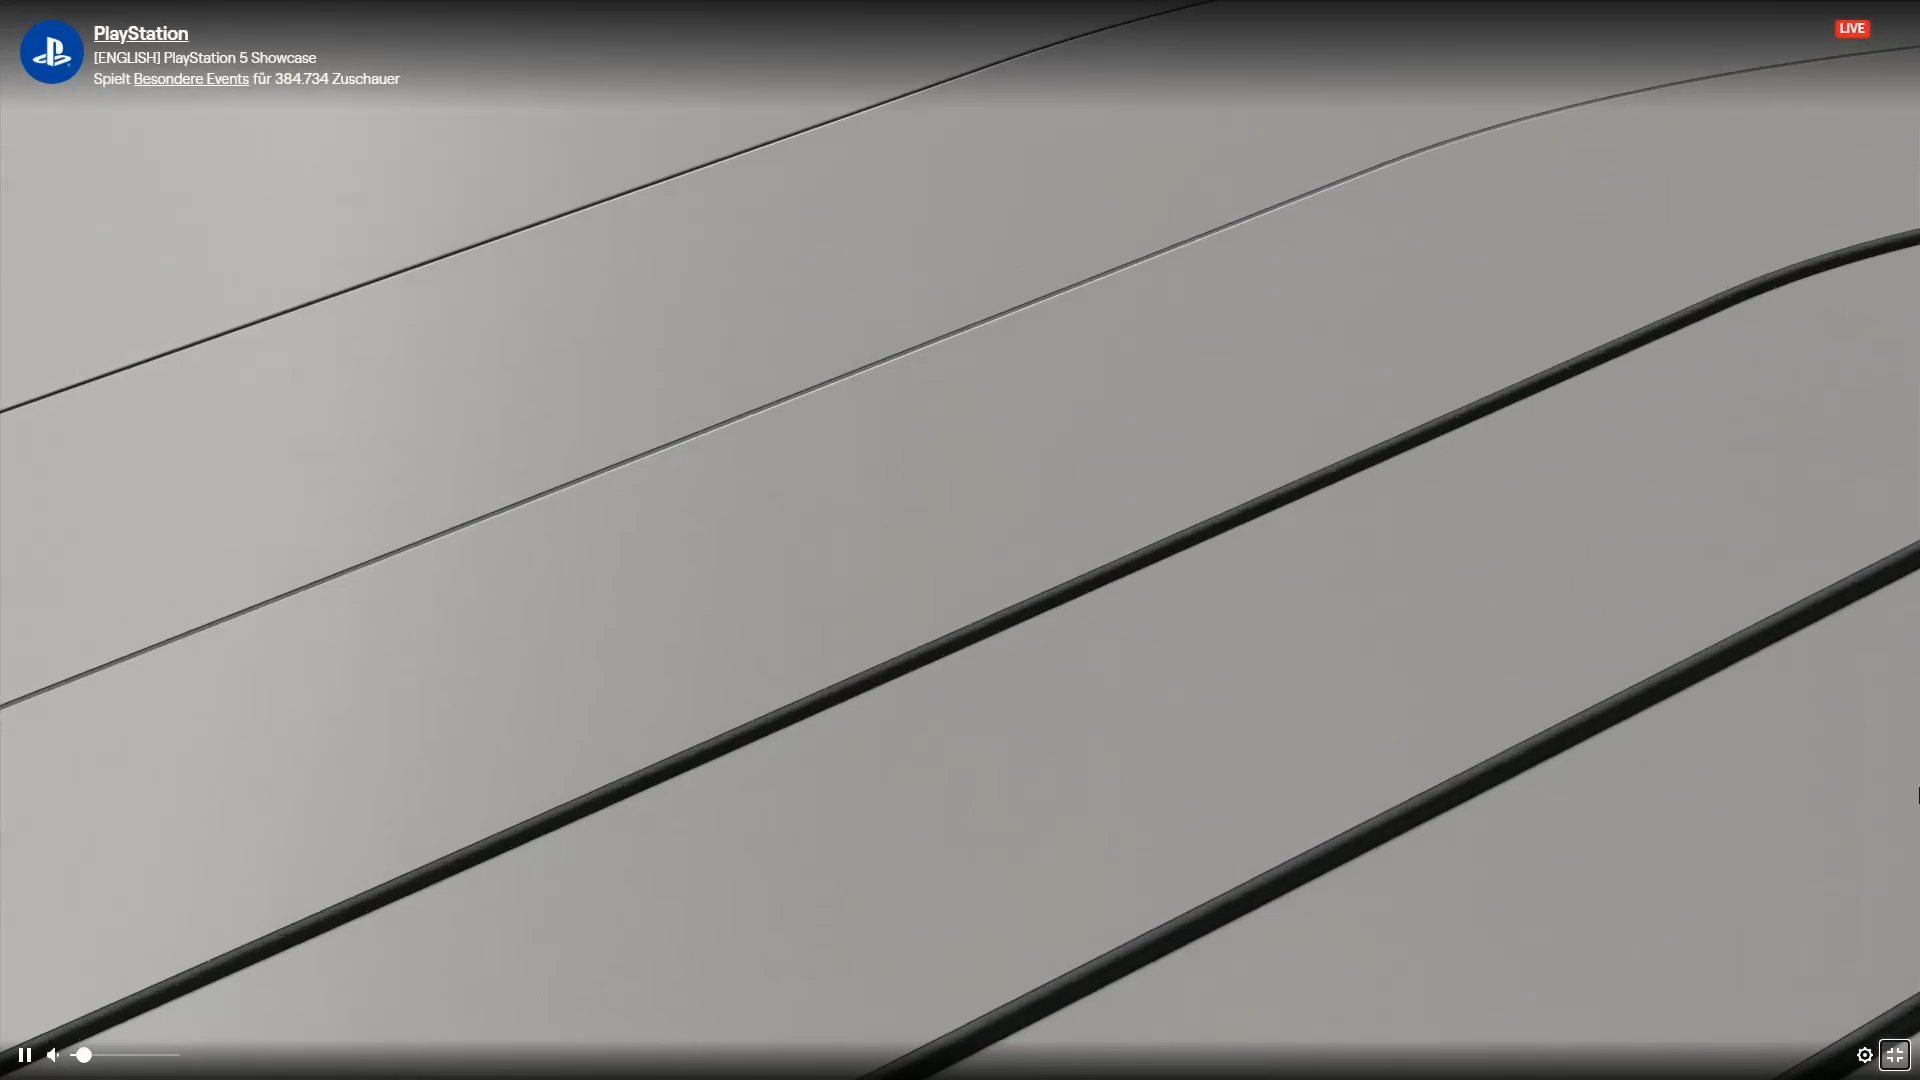 PlayStation
LIVE
[ENGLISH] PlayStation 5 Showcase
Spielt Besondere Events für 384.734 Zuschauer